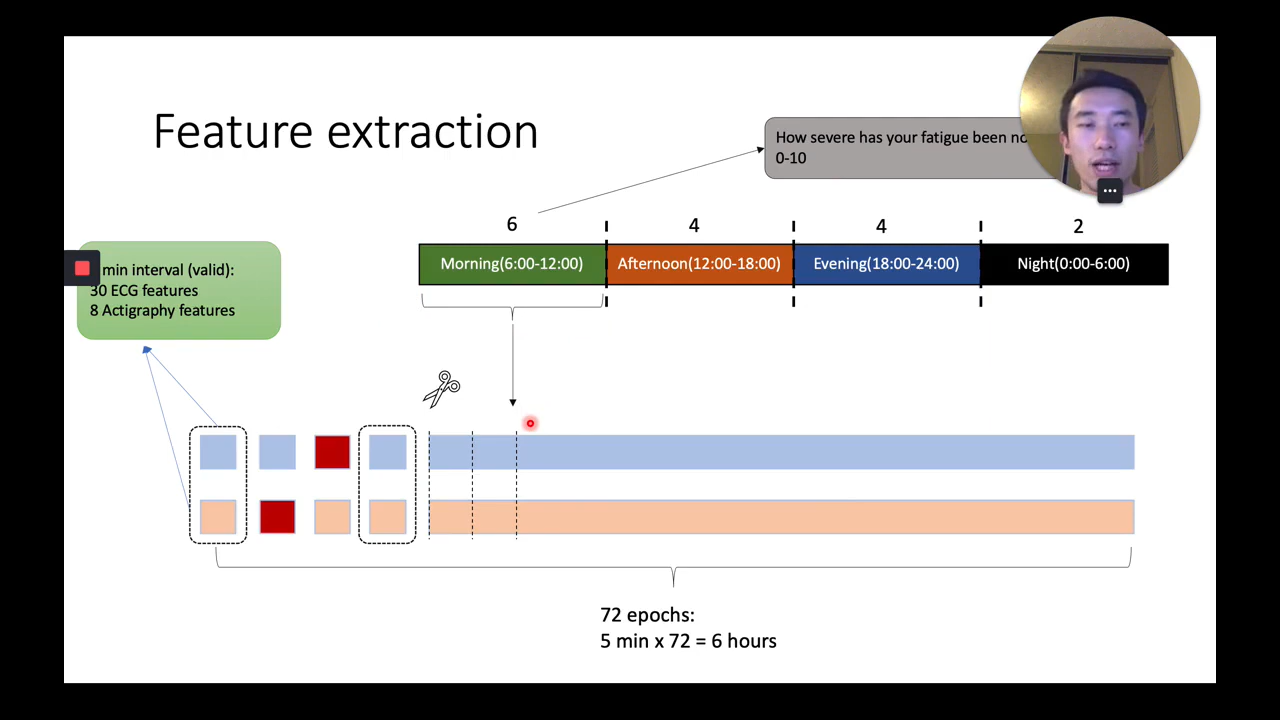 Feature extraction
How severe has your fatigue been
0-10
6
4
4
2
Morning(6:00-12:00)
Afternoon(12:00-18:00)
Evening(18:00-24:00)
Night(0:00-6:00)
min interval (valid):
30 ECG features
8 Actigraphy features
72 epochs:
5 min x 72 = 6 hours